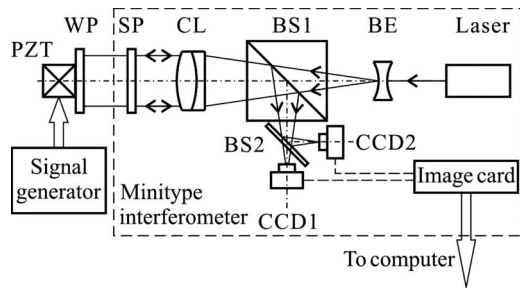 WP SP CL BS1 BE Laser
PZT
BS2
CCD2
Signal
generator
Minitype
interferometer
CCD1
Image card
To computer